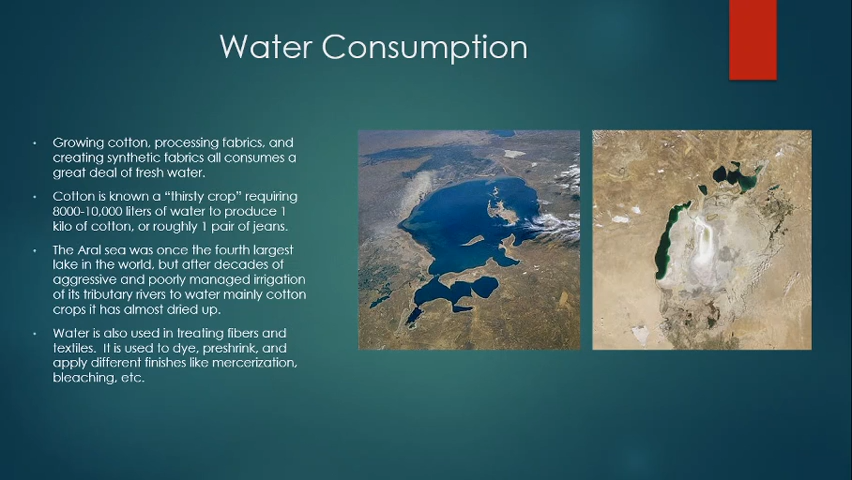 Water Consumption
Growing cotton, processing fabrics, and
creating synthetic fabrics all consumes a
great deal of fresh water.
Cotton is known a “thirsty crop” requiring
8000-10,000 liters of water to produce 1
kilo of cotton, or roughly 1 pair of jeans.
The Aral sea was once the fourth largest
lake in the world, but after decades of
aggressive and poorly managed irrigation
of its tributary rivers to water mainly cotton
crops it has almost dried up.
Water is also used in treating fibers and
textiles.  It is used to dye, preshrink, and
apply different finishes like mercerization,
bleaching, etc.